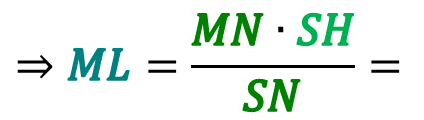 ⇒ ML = (MN · SH) / SN =